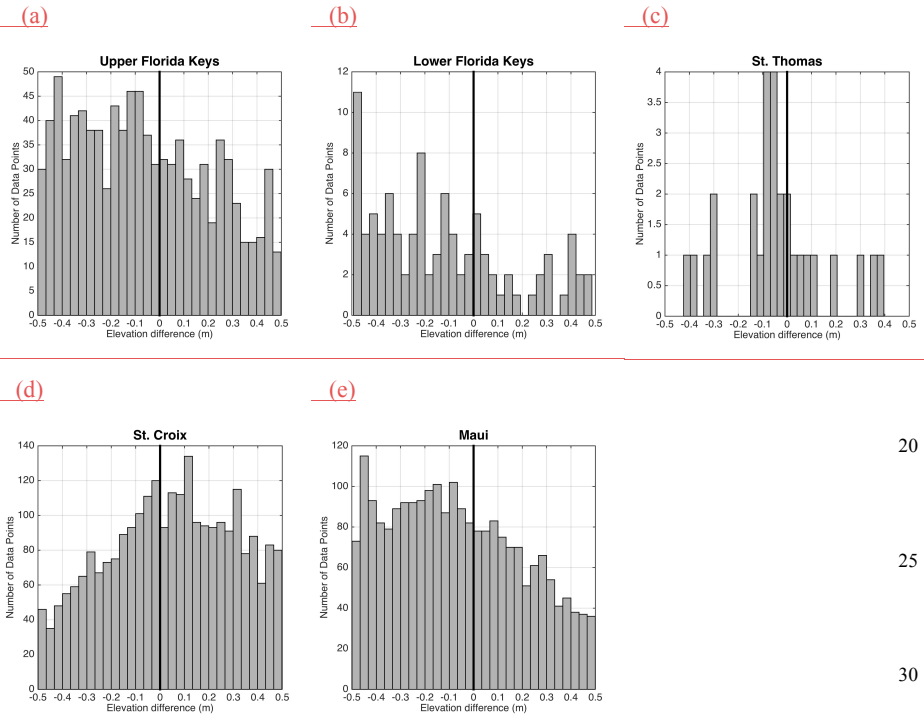 (a) (b) (c)
Upper Florida Keys
50
45
40
35
30
25
20
15
10
5
0
Number of Data Points
-0.5 -0.4 -0.3 -0.2 -0.1 0 0.1 0.2 0.3 0.4 0.5
Elevation difference (m)
Lower Florida Keys
12
10
8
6
4
2
0
Number of Data Points
-0.5 -0.4 -0.3 -0.2 -0.1 0 0.1 0.2 0.3 0.4 0.5
Elevation difference (m)
St. Thomas
4
3.5
3
2.5
2
1.5
1
0.5
0
Number of Data Points
-0.5 -0.4 -0.3 -0.2 -0.1 0 0.1 0.2 0.3 0.4 0.5
Elevation difference (m)
(d) (e)
St. Croix
140
120
100
80
60
40
20
0
Number of Data Points
-0.5 -0.4 -0.3 -0.2 -0.1 0 0.1 0.2 0.3 0.4 0.5
Elevation difference (m)
Maui
120
100
80
60
40
20
0
Number of Data Points
-0.5 -0.4 -0.3 -0.2 -0.1 0 0.1 0.2 0.3 0.4 0.5
Elevation difference (m)
20
25
30